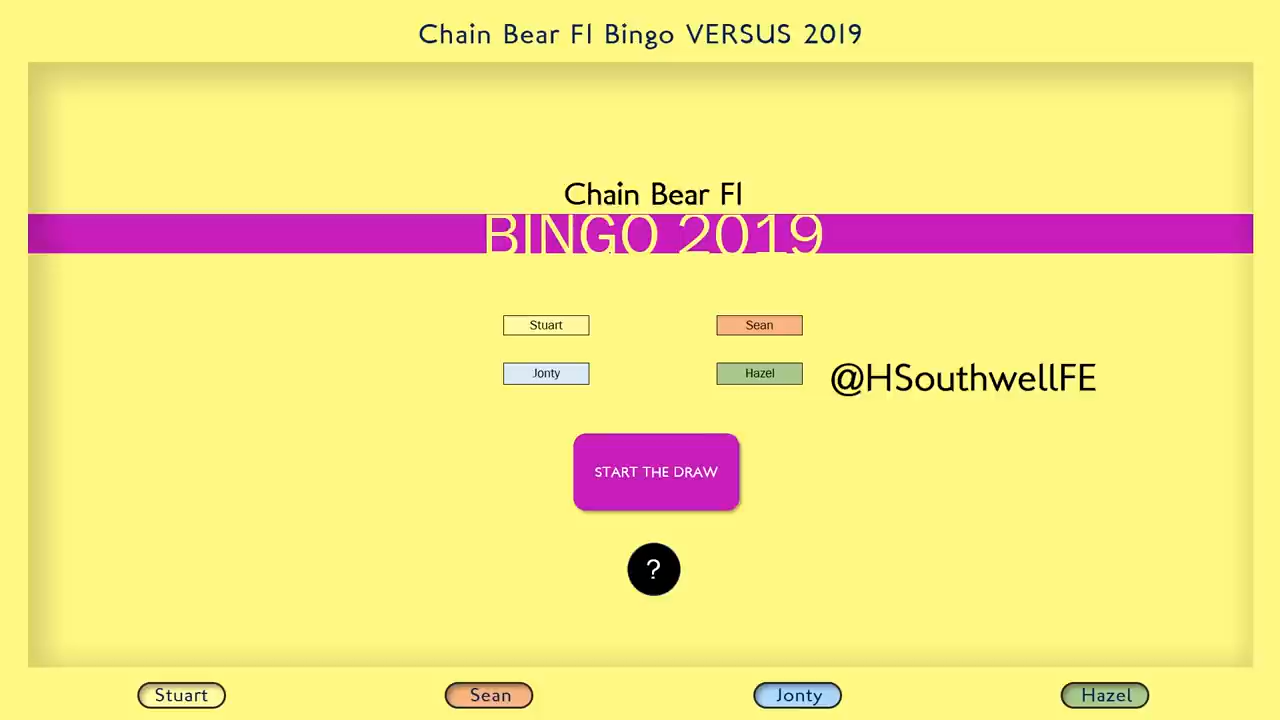 Chain Bear F1 Bingo VERSUS 2019
Chain Bear F1
BINGO 2019
Stuart Sean
Jonty Hazel @HSouthwellFE
START THE DRAW
?
Stuart Sean Jonty Hazel